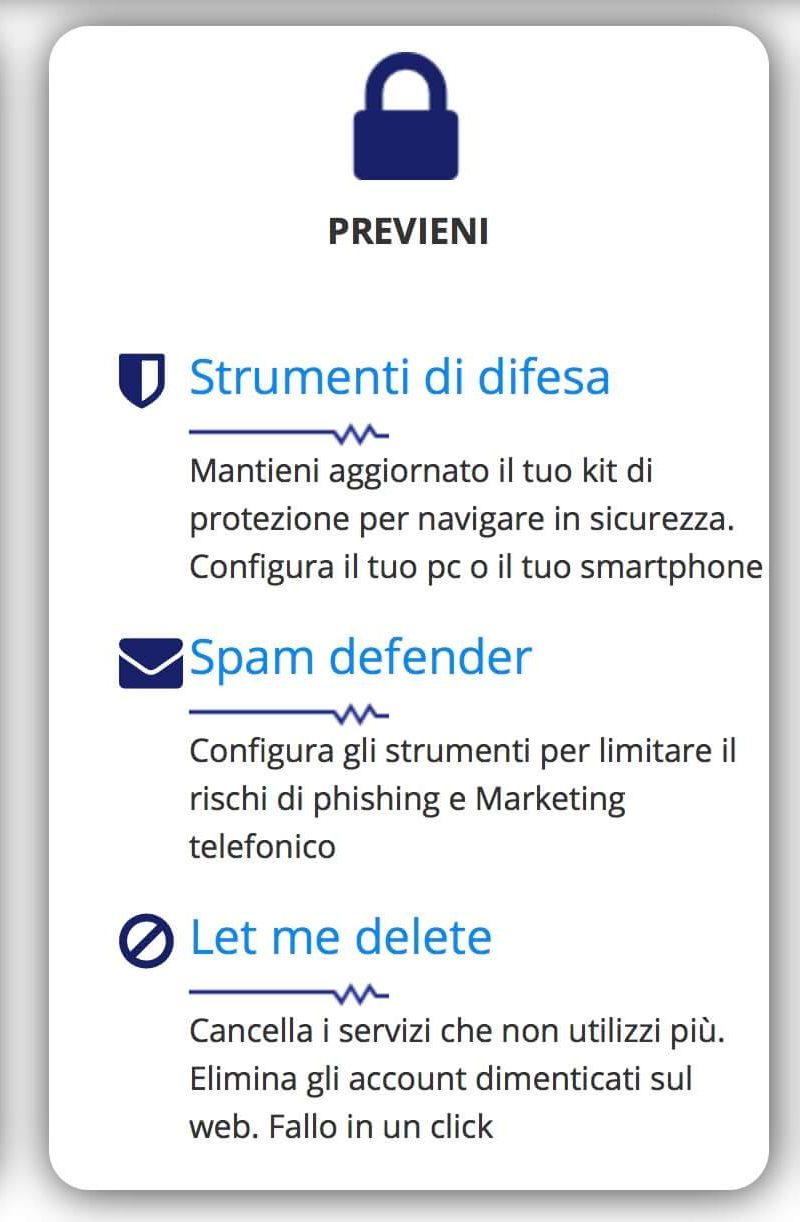 PREVIENI
Strumenti di difesa
Mantieni aggiornato il tuo kit di
protezione per navigare in sicurezza.
Configura il tuo pc o il tuo smartphone
Spam defender
Configura gli strumenti per limitare il
rischi di phishing e Marketing
telefonico
Let me delete
Cancella i servizi che non utilizzi più.
Elimina gli account dimenticati sul
web. Fallo in un click